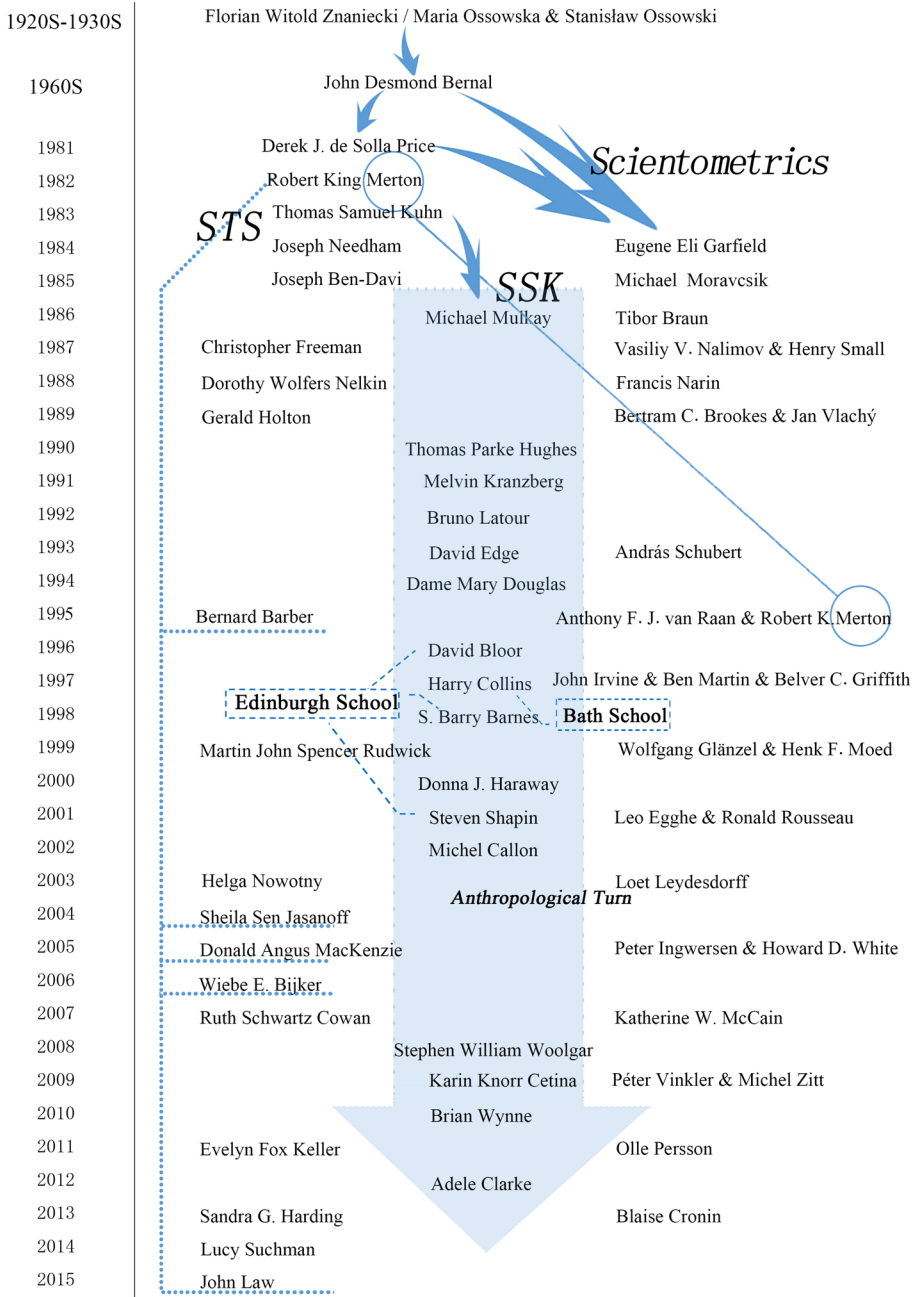 1920S-1930S Florian Witold Znaniecki / Maria Ossowska & Stanisław Ossowski
1960S John Desmond Bernal
1981 Derek J. de Solla Price
Scientometrics
1982 Robert King Merton
1983 Thomas Samuel Kuhn
STS
1984 Joseph Needham Eugene Eli Garfield
1985 Joseph Ben-Davi Michael Moravcsik
SSK
1986 Michael Mulkay Tibor Braun
1987 Christopher Freeman Vasiliy V. Nalimov & Henry Small
1988 Dorothy Wolfers Nelkin Francis Narin
1989 Gerald Holton Bertram C. Brookes & Jan Vlachý
1990 Thomas Parke Hughes
1991 Melvin Kranzberg
1992 Bruno Latour
1993 David Edge András Schubert
1994 Dame Mary Douglas
1995 Bernard Barber Anthony F. J. van Raan & Robert K.Merton
1996 David Bloor
1997 Harry Collins John Irvine & Ben Martin & Belver C. Griffith
Edinburgh School
1998 S. Barry Barnes Bath School
1999 Martin John Spencer Rudwick Wolfgang Glänzel & Henk F. Moed
2000 Donna J. Haraway
2001 Steven Shapin Leo Egghe & Ronald Rousseau
2002 Michel Callon
2003 Helga Nowotny Loet Leydesdorff
Anthropological Turn
2004 Sheila Sen Jasanoff
2005 Donald Angus MacKenzie Peter Ingwersen & Howard D. White
2006 Wiebe E. Bijker
2007 Ruth Schwartz Cowan Katherine W. McCain
2008 Stephen William Woolgar
2009 Karin Knorr Cetina Péter Vinkler & Michel Zitt
2010 Brian Wynne
2011 Evelyn Fox Keller Olle Persson
2012 Adele Clarke
2013 Sandra G. Harding Blaise Cronin
2014 Lucy Suchman
2015 John Law